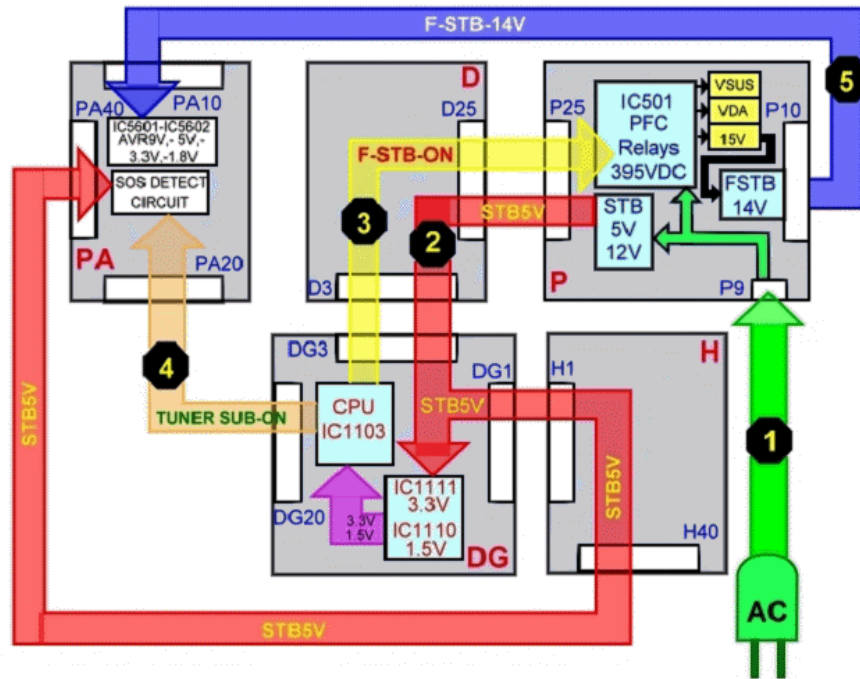 F-STB-14V
5
PA40
PA10
IC5601-IC5602
AVR9V,- 5V,-
3.3V,-1.8V
SOS DETECT
CIRCUIT
PA
PA20
D
D25
F-STB-ON
3
2
STB5V
D3
P25
IC501
PFC
Relays
395VDC
VSUS
VDA
15V
P10
FSTB
14V
STB
5V
12V
P
P9
4
TUNER SUB-ON
DG3
DG1
CPU
IC1103
STB5V
DG20
3.3V
1.5V
IC1111
3.3V
IC1110
1.5V
DG
H1
H
STB5V
H40
1
AC
STB5V
STB5V